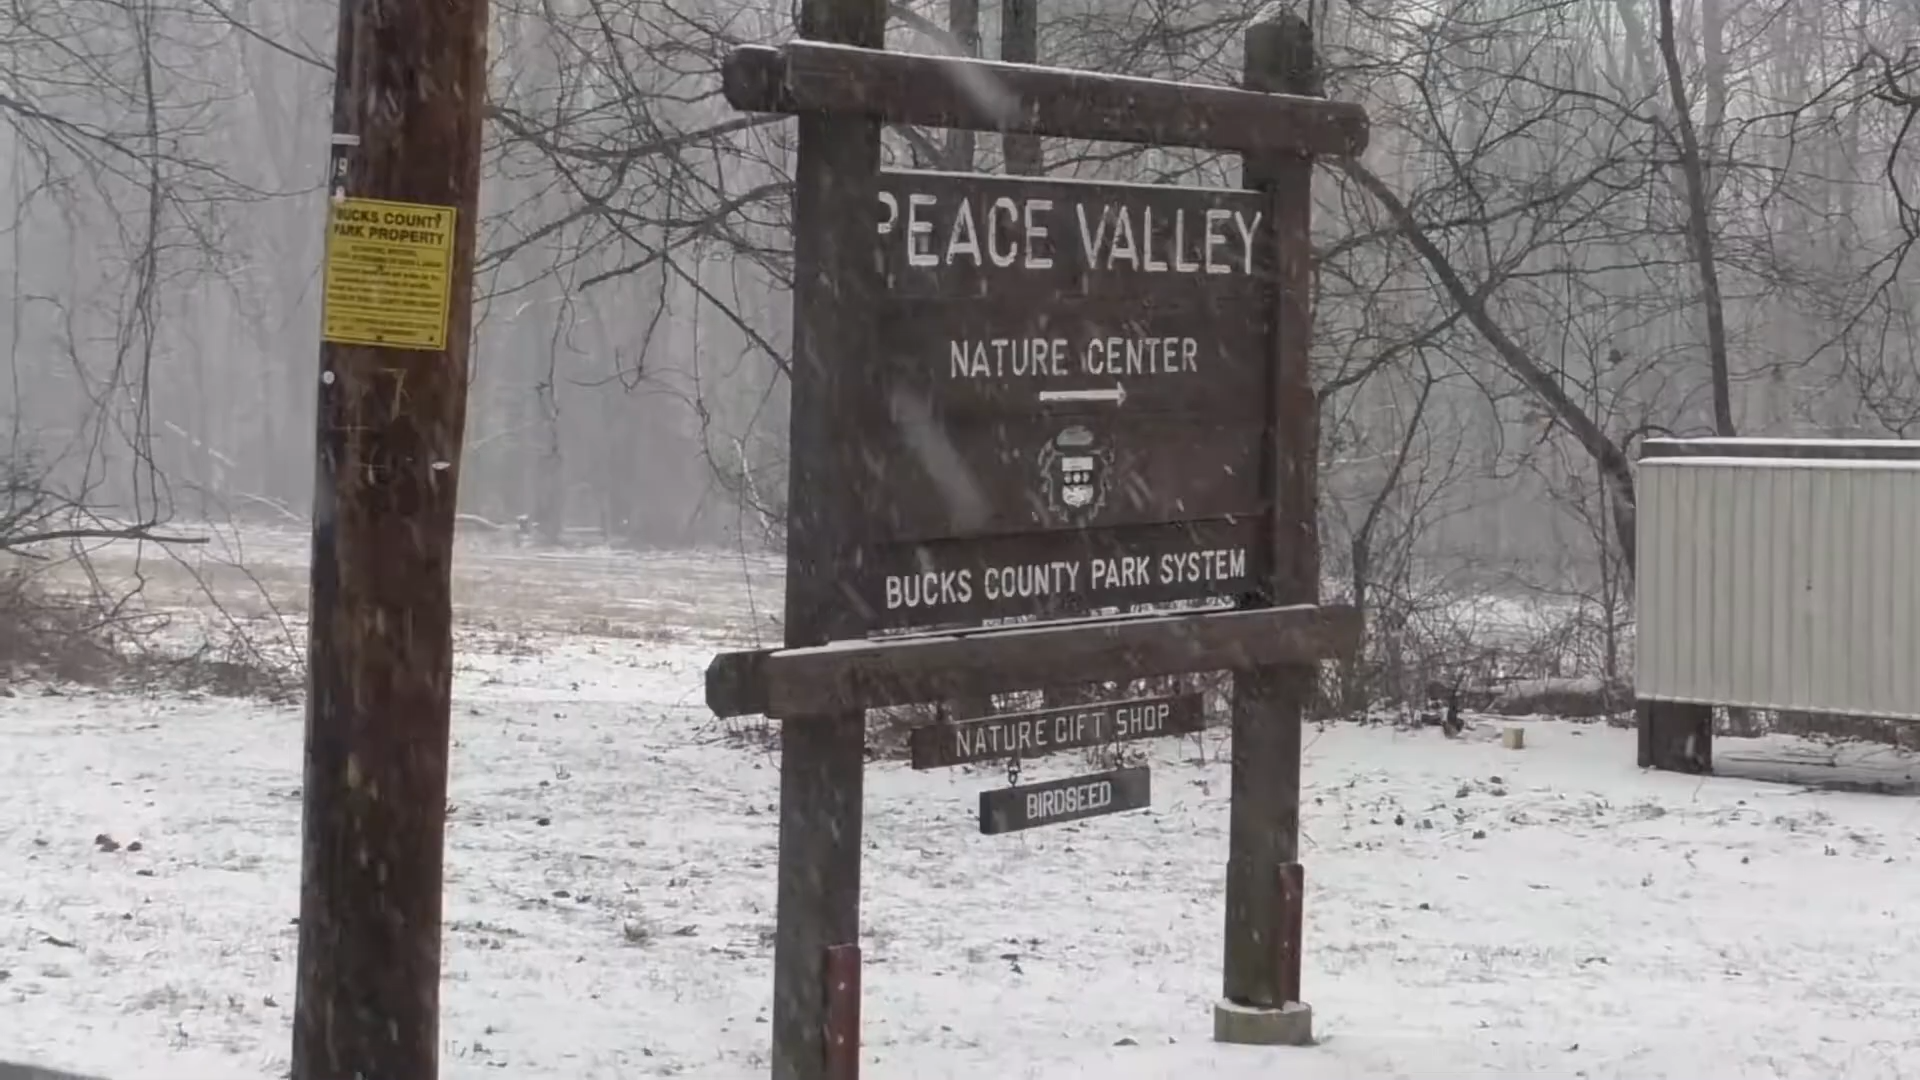 BUCKS COUNTY
PARK PROPERTY
PEACE VALLEY
NATURE CENTER
BUCKS COUNTY PARK SYSTEM
NATURE GIFT SHOP
BIRDSEED